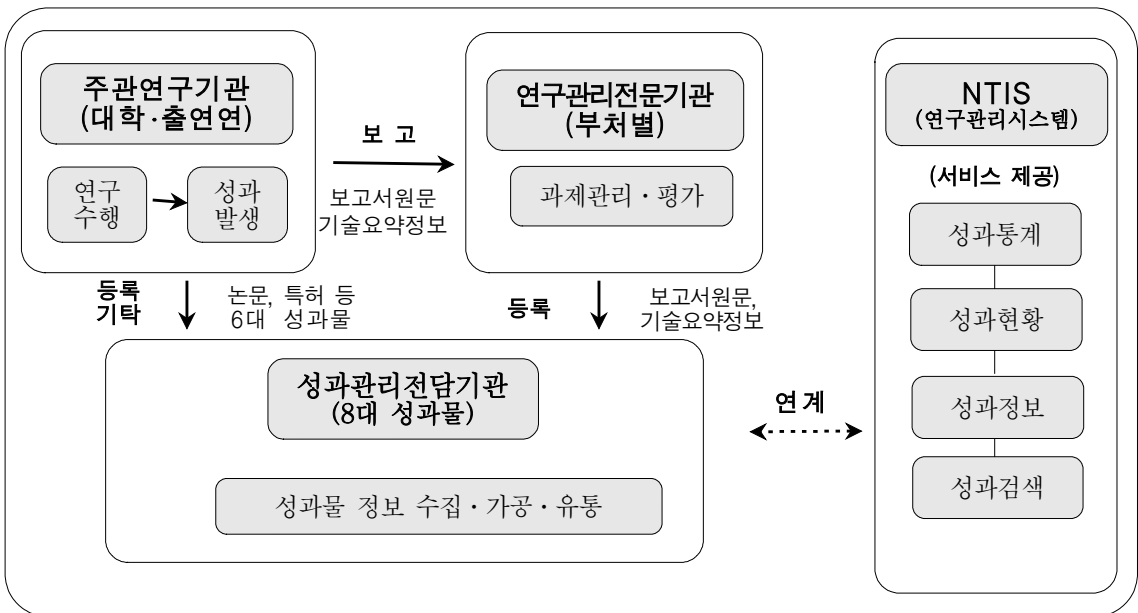 주관연구기관
(대학·출연연)
연구
수행
성과
발생
보 고
보고서원문
기술요약정보
연구관리전문기관
(부처별)
과제관리·평가
등록
기탁
논문, 특허 등
6대 성과물
등록
보고서원문,
기술요약정보
성과관리전담기관
(8대 성과물)
성과물 정보 수집·가공·유통
연계
NTIS
(연구관리시스템)
(서비스 제공)
성과통계
성과현황
성과정보
성과검색